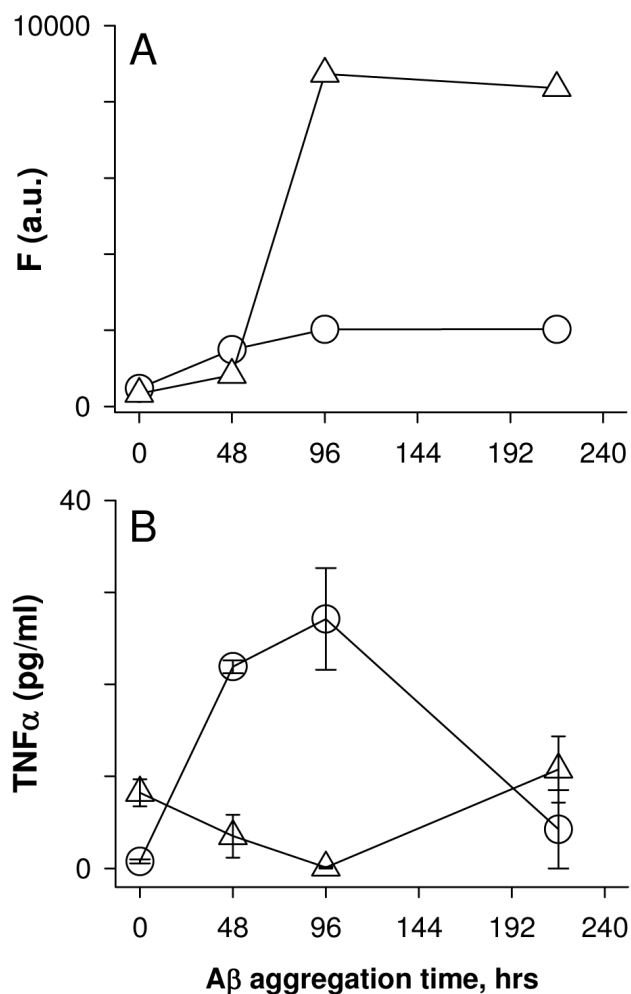 10000
A
F (a.u.)
0
0 48 96 144 192 240
40
B
TNFα (pg/ml)
0
0 48 96 144 192 240
Aβ aggregation time, hrs